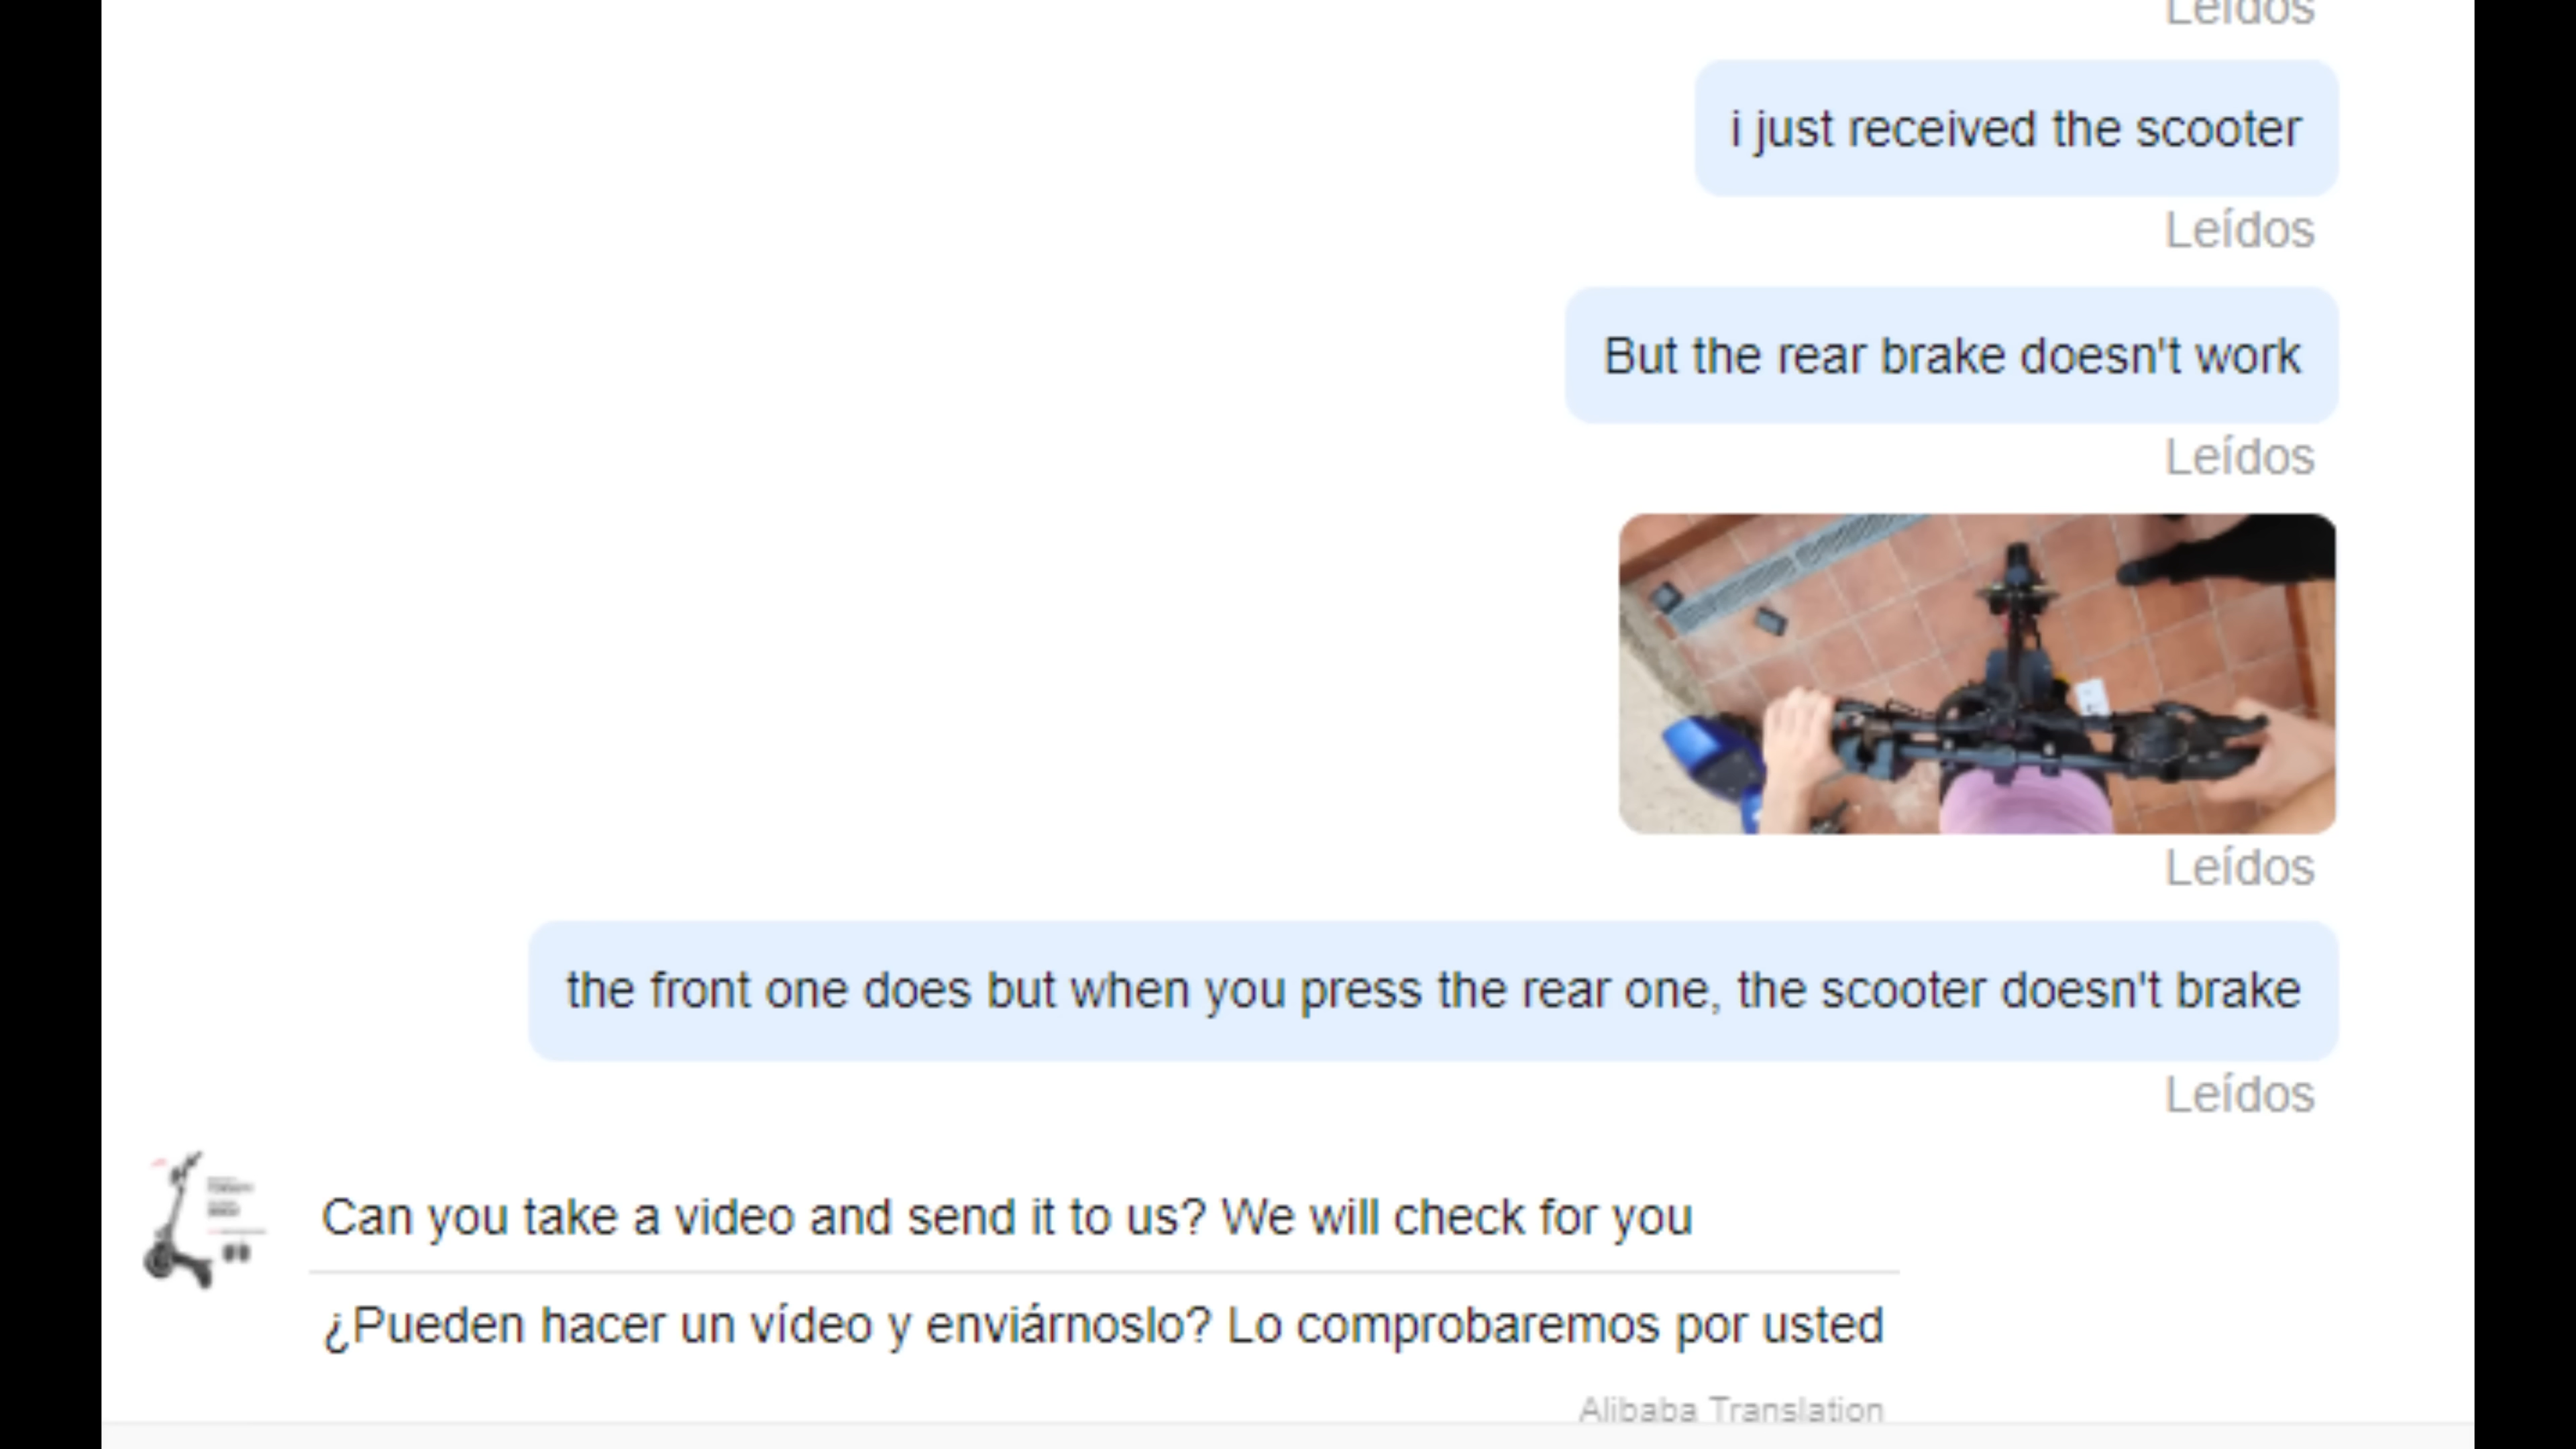 Leídos
i just received the scooter
Leídos
But the rear brake doesn't work
Leídos
Leídos
the front one does but when you press the rear one, the scooter doesn't brake
Leídos
Can you take a video and send it to us? We will check for you
¿Pueden hacer un vídeo y enviárnoslo? Lo comprobaremos por usted
Alibaba Translation